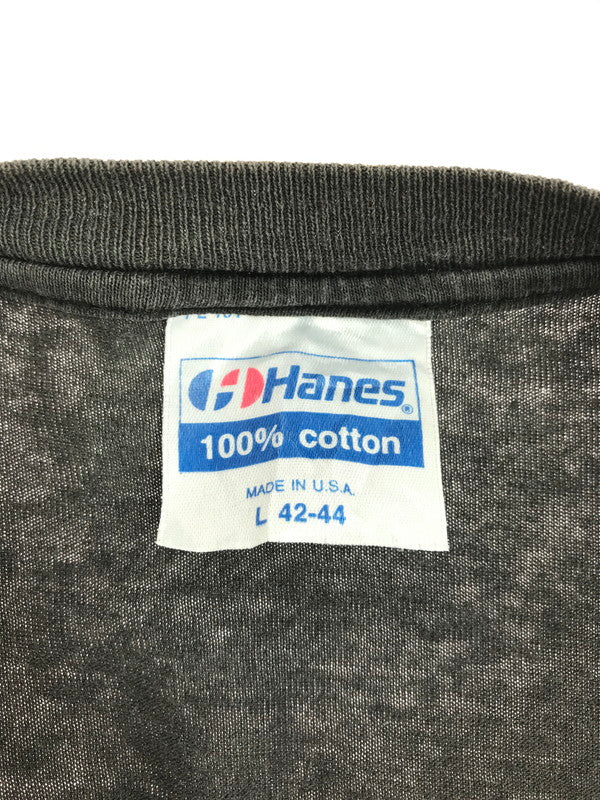 Hanes®
100% cotton
MADE IN U.S.A.
L 42-44